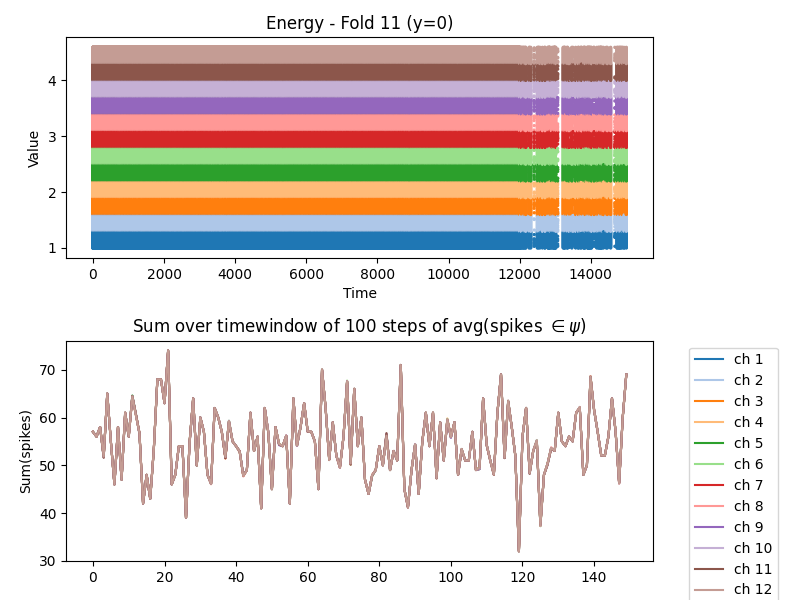 Energy - Fold 11 (y=0)
4
3
2
1
Value
0 2000 4000 6000 8000 10000 12000 14000
Time
Sum over timewindow of 100 steps of avg(spikes ∈ ψ)
70
60
50
40
30
Sum(spikes)
0 20 40 60 80 100 120 140
ch 1
ch 2
ch 3
ch 4
ch 5
ch 6
ch 7
ch 8
ch 9
ch 10
ch 11
ch 12